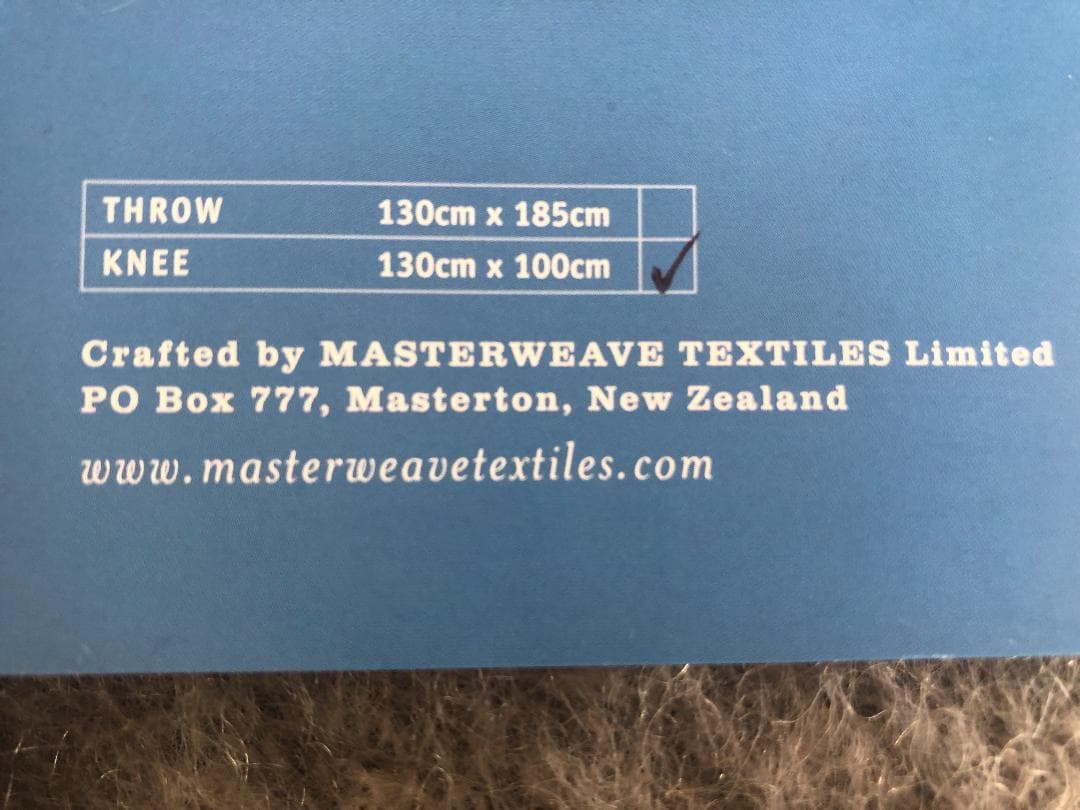 THROW 130cm x 185cm
KNEE 130cm x 100cm ✓
Crafted by MASTERWEAVE TEXTILES Limited
PO Box 777, Masterton, New Zealand
www.masterweavetextiles.com